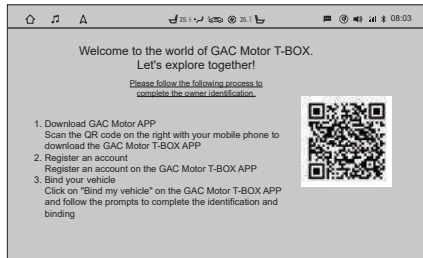 25. 25. 08:03
Welcome to the world of GAC Motor T-BOX.
Let's explore together!
Please follow the following process to
complete the owner identification.
1. Download GAC Motor APP
Scan the QR code on the right with your mobile phone to
download the GAC Motor T-BOX APP
2. Register an account
Register an account on the GAC Motor T-BOX APP
3. Bind your vehicle
Click on "Bind my vehicle" on the GAC Motor T-BOX APP
and follow the prompts to complete the identification and
binding